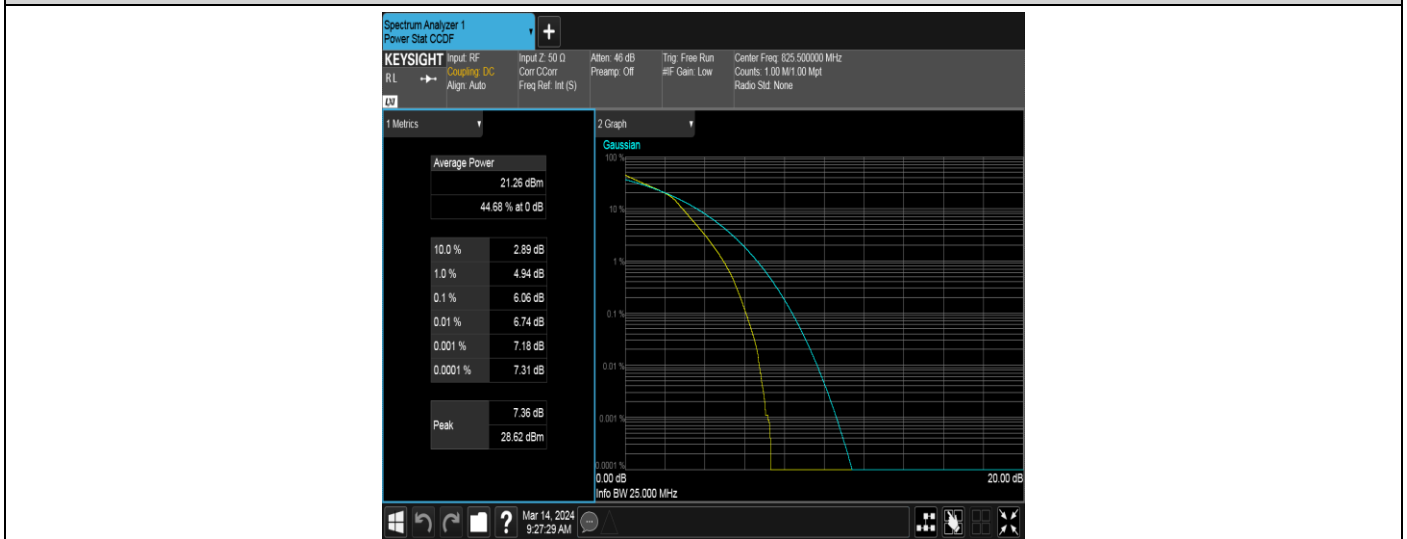 Spectrum Analyzer 1
Power Stat CCDF
+
KEYSIGHT
R L
LXI
Input: RF
Coupling: DC
Align: Auto
Input Z: 50 Ω
Corr CCorr
Freq Ref: Int (S)
Atten: 46 dB
Preamp: Off
Trig: Free Run
#IF Gain: Low
Center Freq: 825.500000 MHz
Counts: 1.00 M/1.00 Mpt
Radio Std: None
1 Metrics
Average Power
21.26 dBm
44.68 % at 0 dB
10.0 % 2.89 dB
1.0 % 4.94 dB
0.1 % 6.06 dB
0.01 % 6.74 dB
0.001 % 7.18 dB
0.0001 % 7.31 dB
Peak
7.36 dB
28.62 dBm
2 Graph
Gaussian
100 %
10 %
1 %
0.1 %
0.01 %
0.001 %
0.0001 %
0.00 dB 20.00 dB
Info BW 25.000 MHz
?
Mar 14, 2024
9:27:29 AM